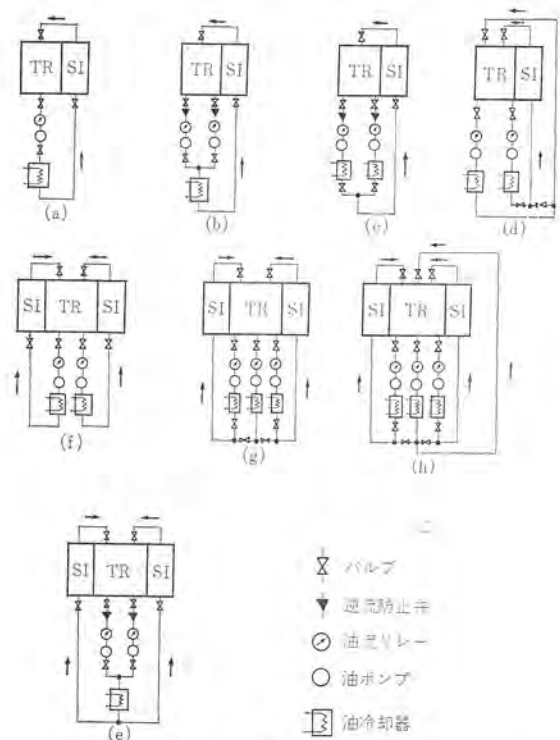 TR SI
(a)
TR SI
(b)
TR SI
(c)
TR SI
(d)
SI TR SI
(f)
SI TR SI
(g)
SI TR SI
(h)
SI TR SI
(e)
バルブ
逆流防止弁
油流リレー
油ポンプ
油冷却器